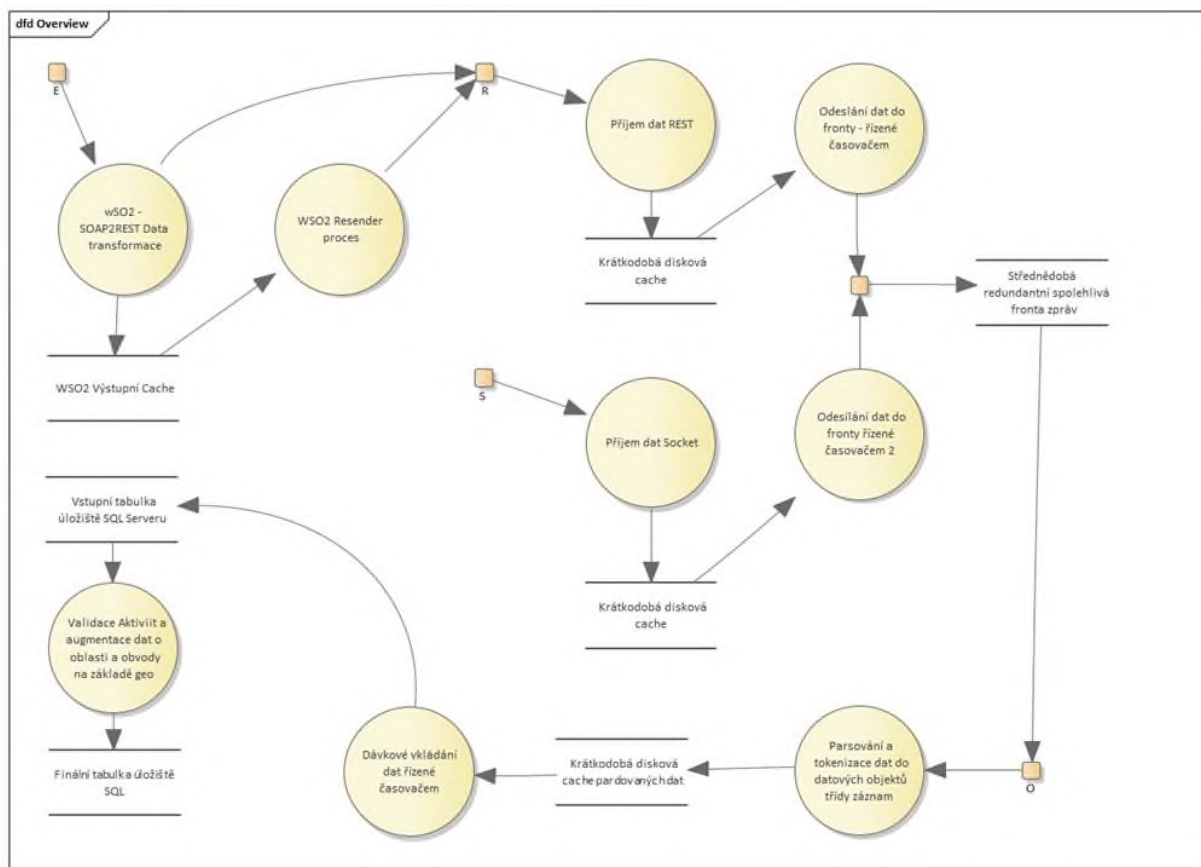 dfd Overview
E
R
wSO2 -
SOAP2REST Data
transformace
WSO2 Resender
proces
Příjem dat REST
Odeslání dat do
fronty - řízené
časovačem
Krátkodobá disková
cache
Střednědobá
redundantní spolehlivá
fronta zpráv
WSO2 Výstupní Cache
S
Příjem dat Socket
Odesílání dat do
fronty řízené
časovačem 2
Vstupní tabulka
úložiště SQL Serveru
Krátkodobá disková
cache
Validace Aktiviit a
augmentace dat o
oblasti a obvody
na základě geo
Finální tabulka úložiště
SQL
Dávkové vkládání
dat řízené
časovačem
Krátkodobá disková
cache pardovaných dat
Parsování a
tokenizace dat do
datových objektů
třídy záznam
O